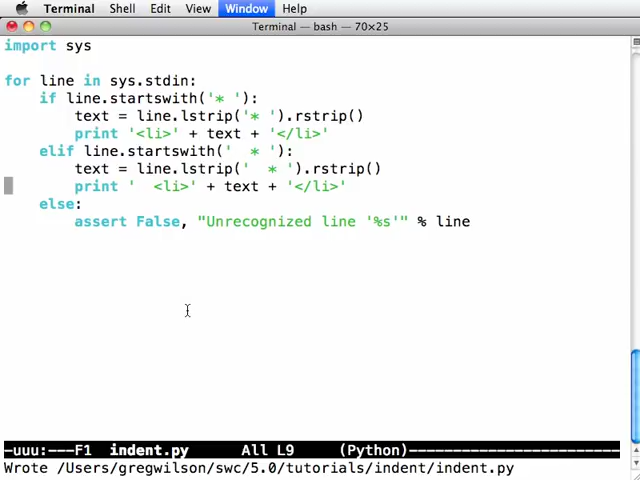 Terminal Shell Edit View Window Help
Terminal — bash — 70×25
import sys
for line in sys.stdin:
    if line.startswith('* '):
        text = line.lstrip('* ').rstrip()
        print '<li>' + text + '</li>'
    elif line.startswith('  * '):
        text = line.lstrip('  * ').rstrip()
        print '  <li>' + text + '</li>'
    else:
        assert False, "Unrecognized line '%s'" % line
-uuu:---F1  indent.py      All L9     (Python)------------------------
Wrote /Users/gregwilson/swc/5.0/tutorials/indent/indent.py